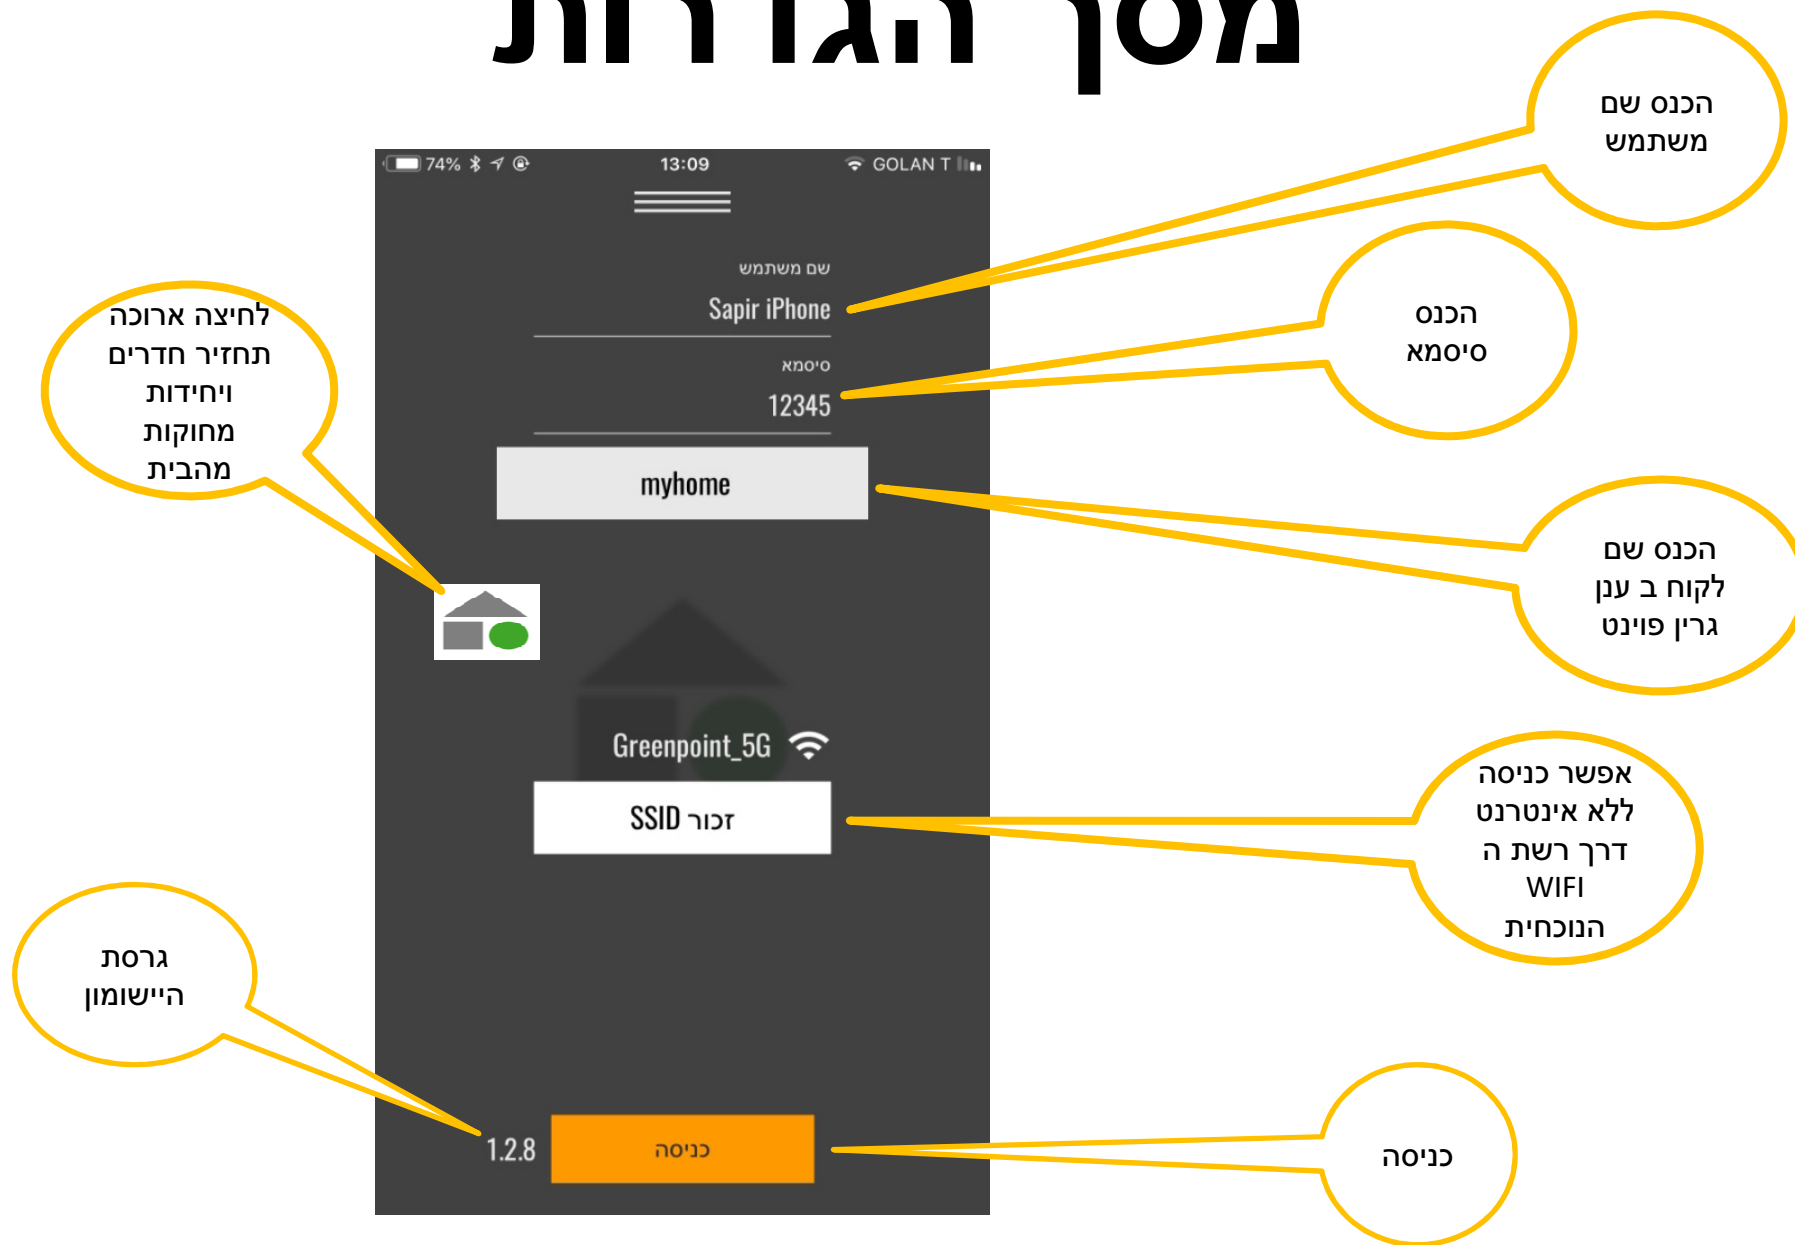 מסך הגדרות
הכנס שם
משתמש
74%
13:09
GOLAN T
שם משתמש
Sapir iPhone
הכנס
סיסמא
סיסמא
12345
לחיצה ארוכה
תחזיר חדרים
ויחידות
מחוקות
מהבית
myhome
הכנס שם
לקוח ב ענן
גרין פוינט
Greenpoint_5G
זכור SSID
אפשר כניסה
ללא אינטרנט
דרך רשת ה
WIFI
הנוכחית
גרסת
היישומון
1.2.8
כניסה
כניסה